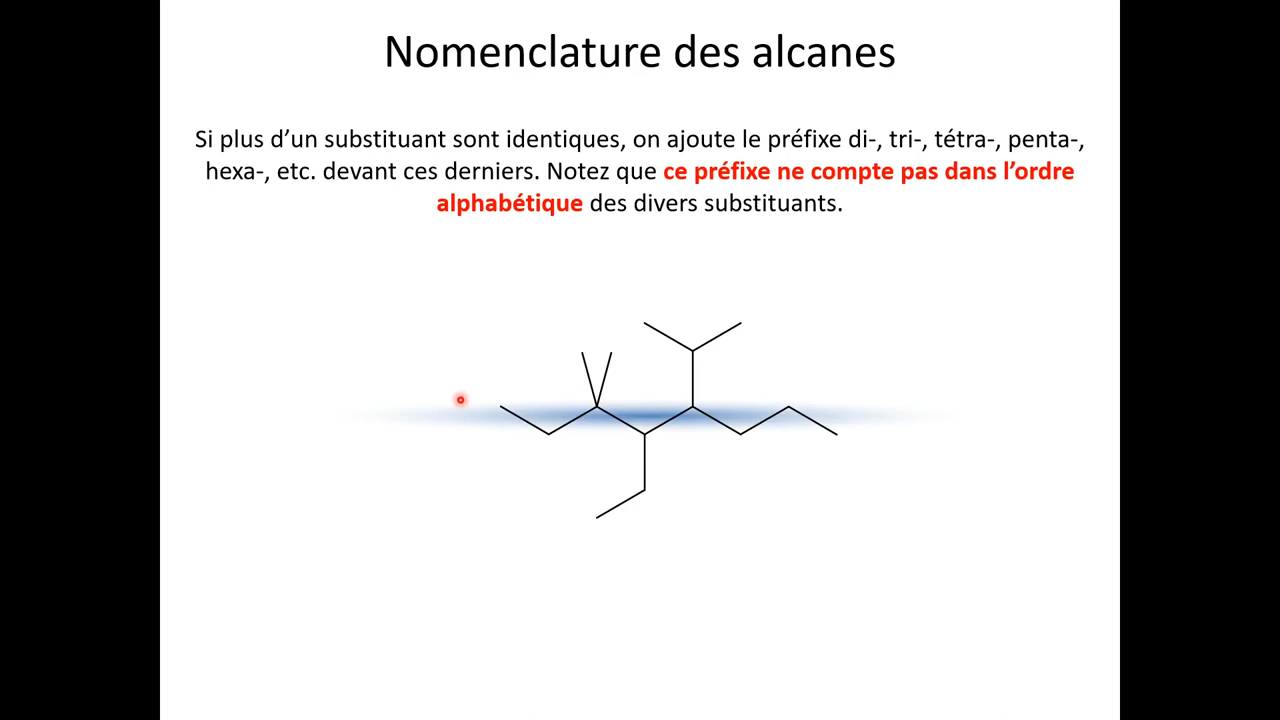 Nomenclature des alcanes
Si plus d’un substituant sont identiques, on ajoute le préfixe di-, tri-, tétra-, penta-,
hexa-, etc. devant ces derniers. Notez que ce préfixe ne compte pas dans l’ordre
alphabétique des divers substituants.